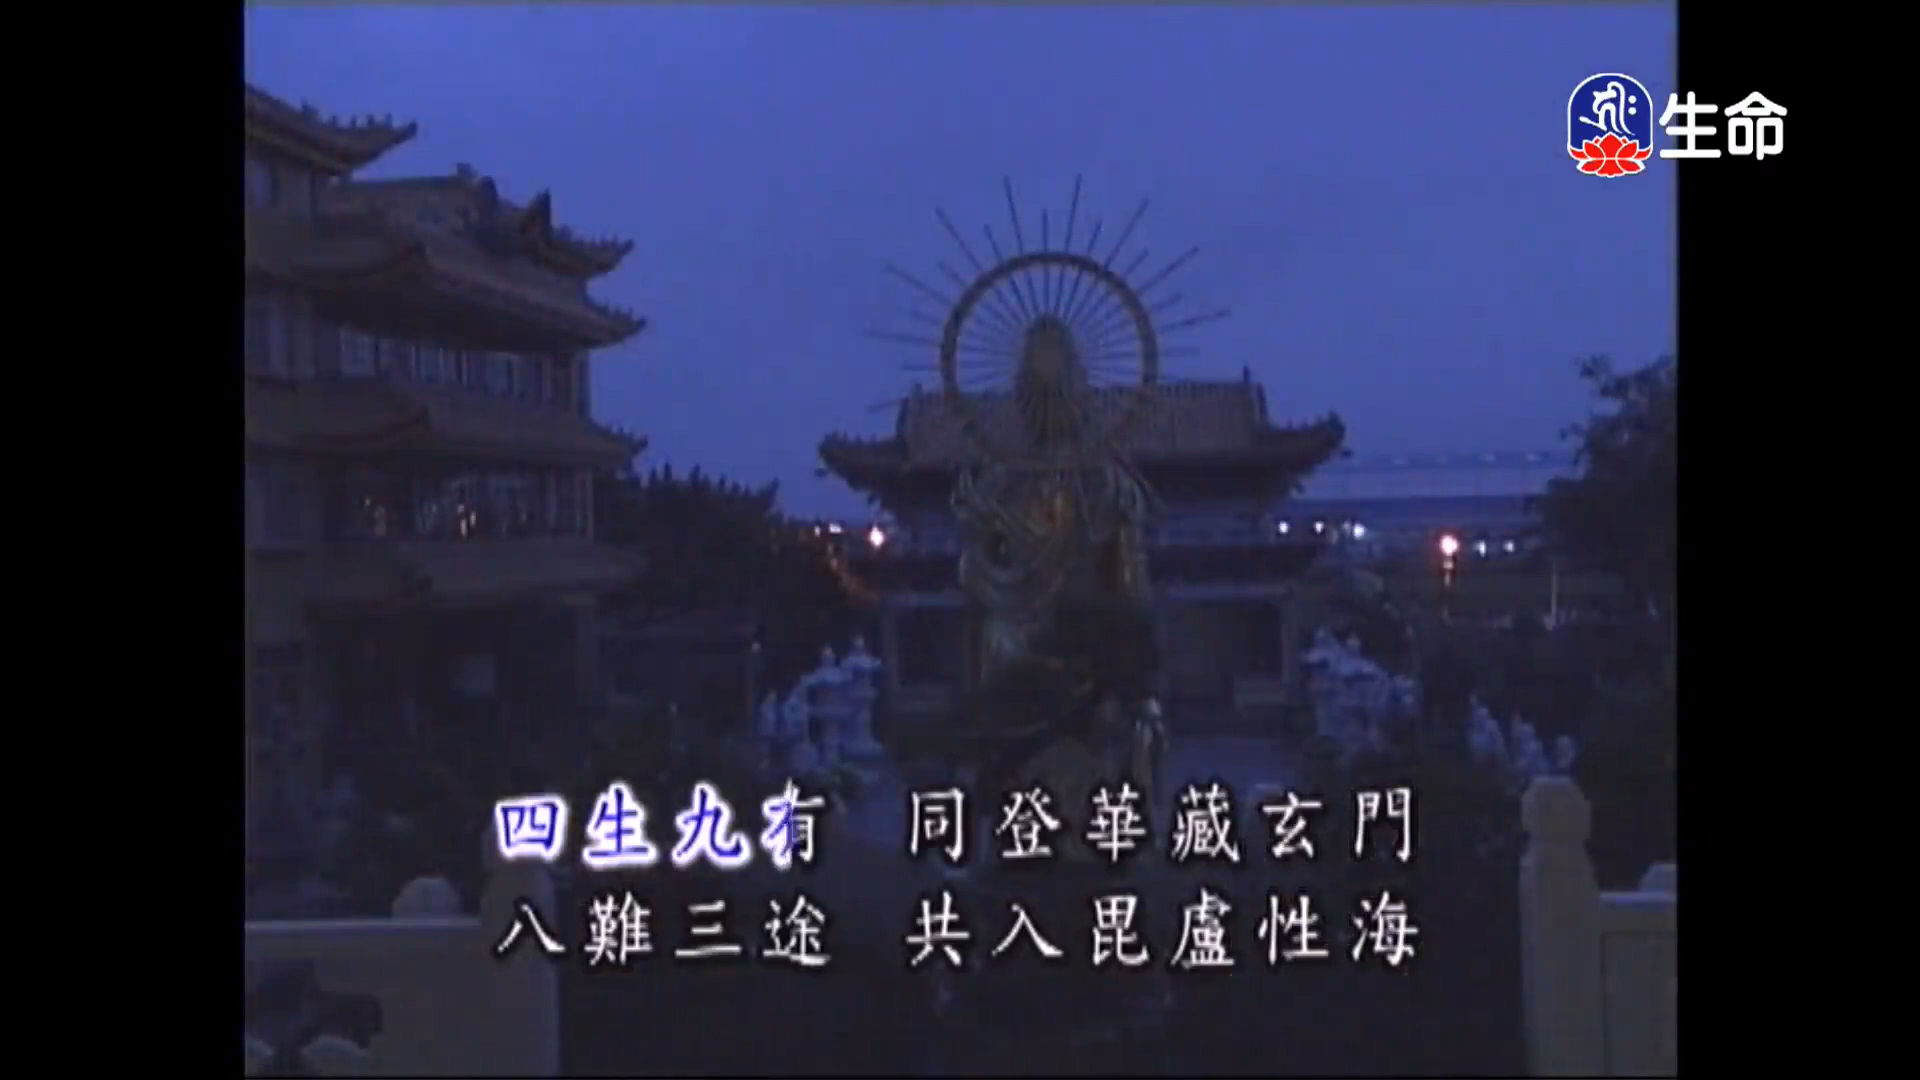 生命
四生九有 同登華藏玄門
八難三途 共入毘盧性海